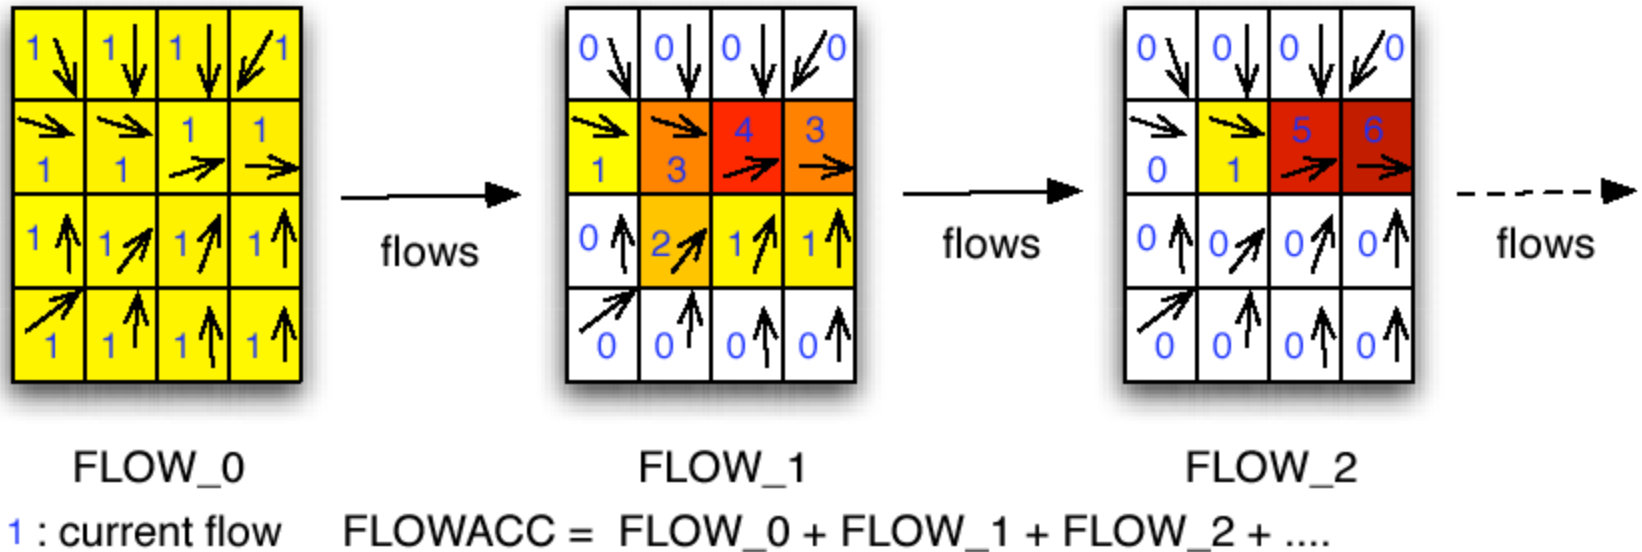 1 1 1 1
1 1
1 1
1 1 1 1
1 1 1 1
flows
FLOW_0
0 0 0 0
4 3
1 3
0 2 1 1
0 0 0 0
flows
FLOW_1
0 0 0 0
5 6
0 1
0 0 0 0
0 0 0 0
flows
FLOW_2
1 : current flow
FLOWACC = FLOW_0 + FLOW_1 + FLOW_2 + ....